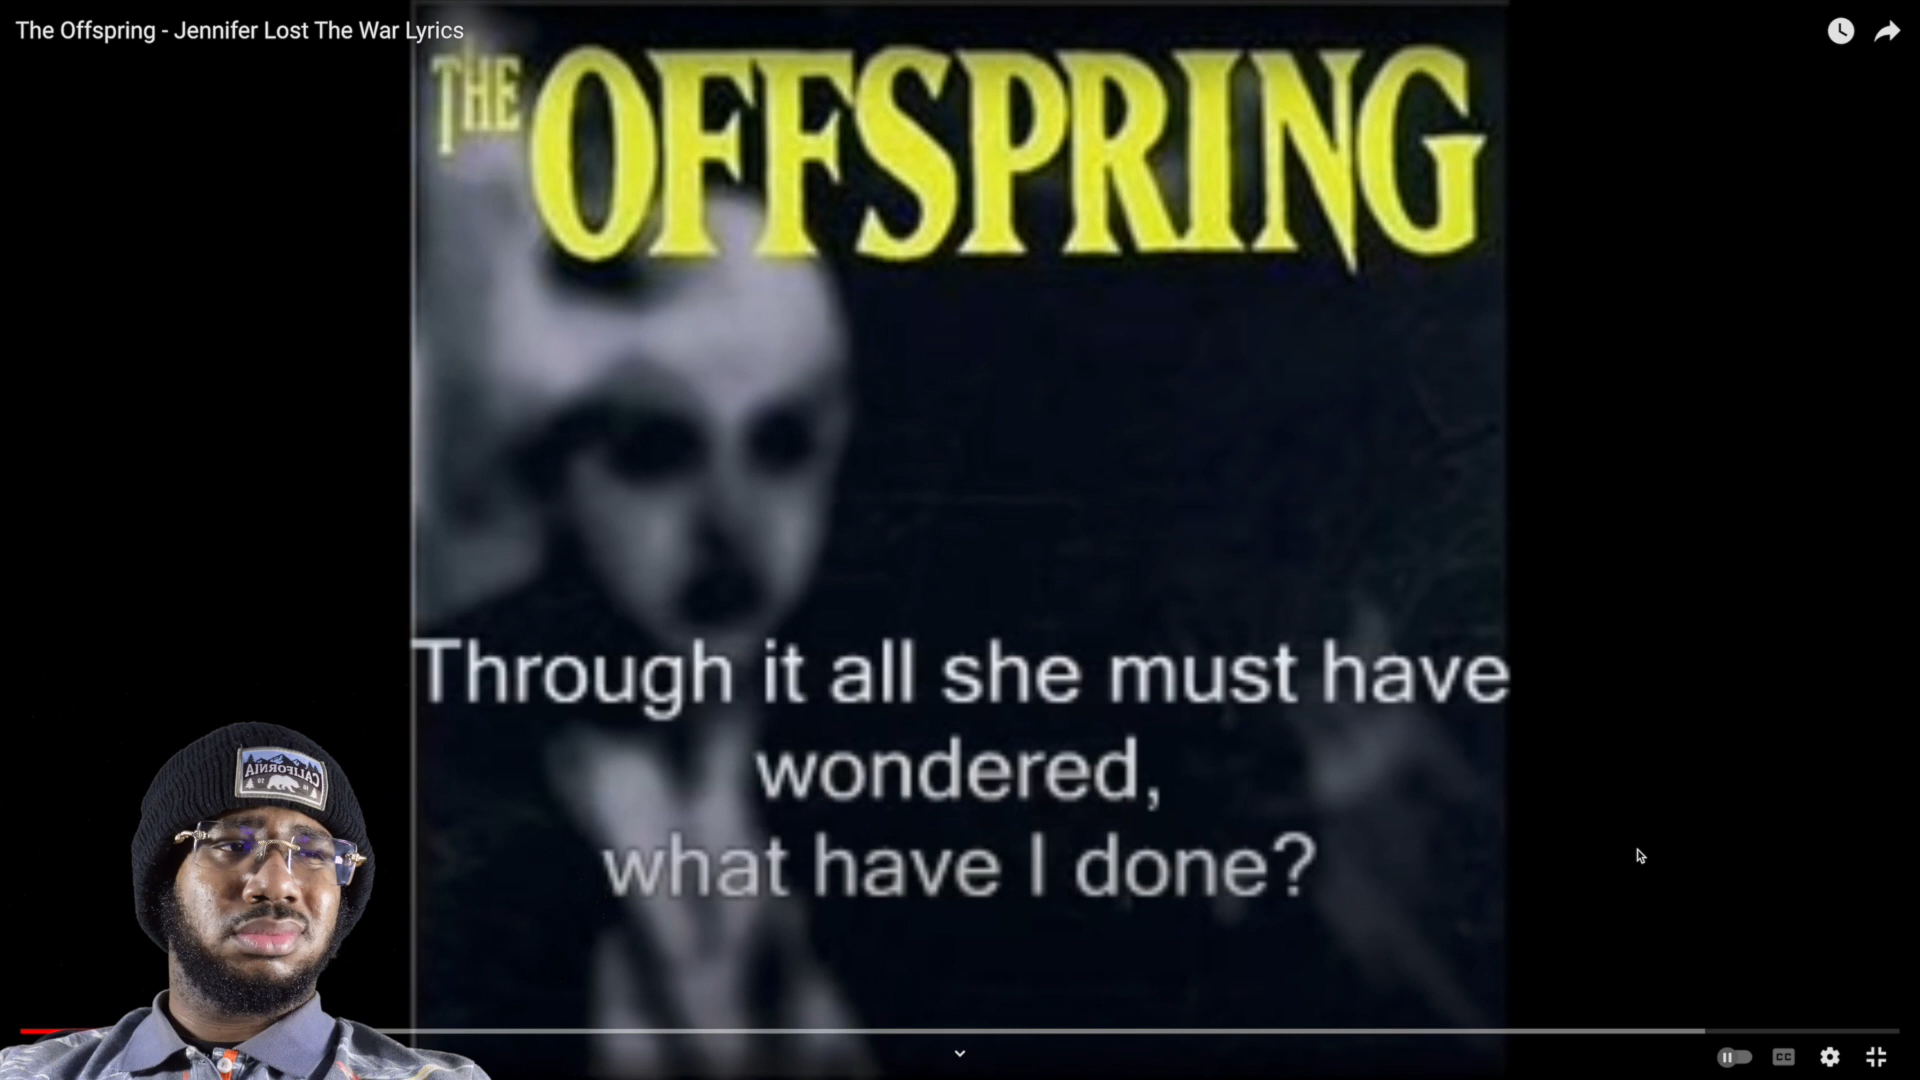 The Offspring - Jennifer Lost The War Lyrics
THE OFFSPRING
Through it all she must have
wondered,
what have I done?
CALIFORNIA
CC